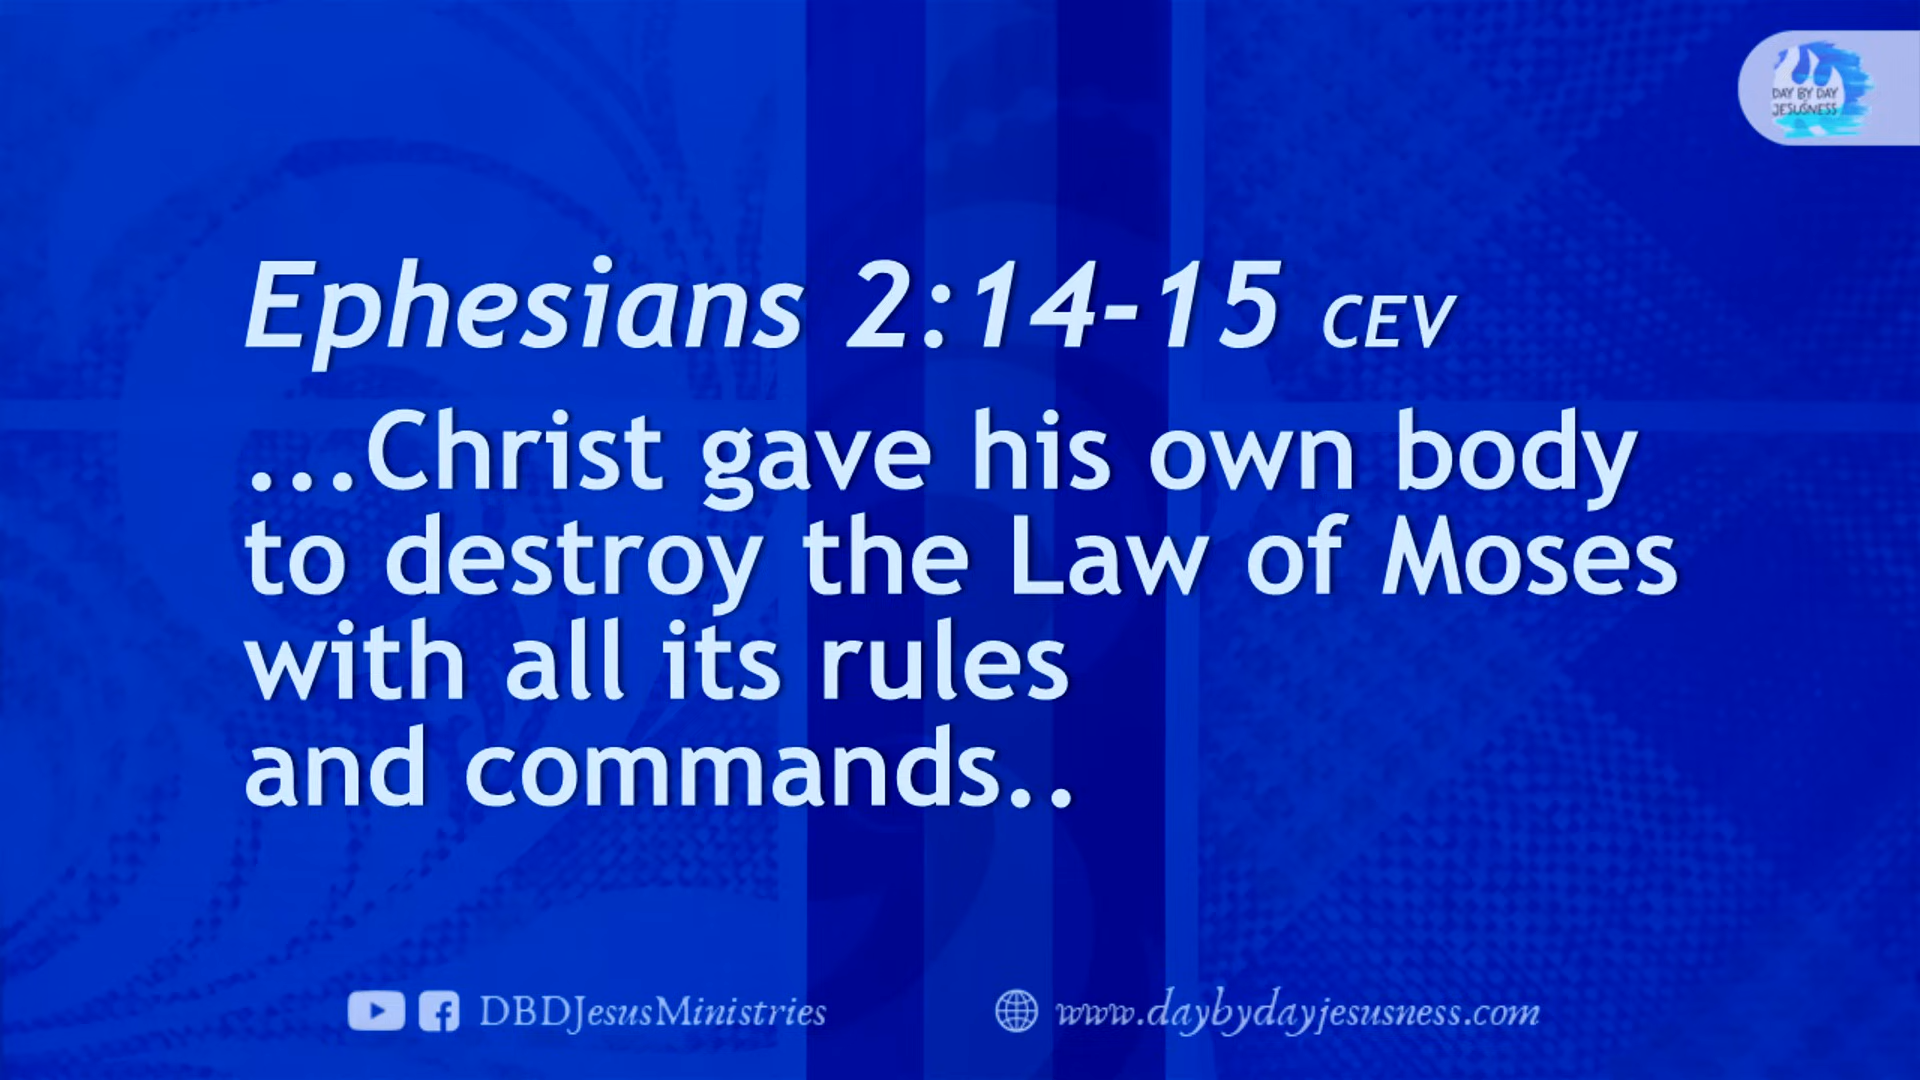 DAY BY DAY
JESUSNESS
Ephesians 2:14-15 CEV
...Christ gave his own body
to destroy the Law of Moses
with all its rules
and commands..
DBDJesusMinistries
www.daybydayjesusness.com